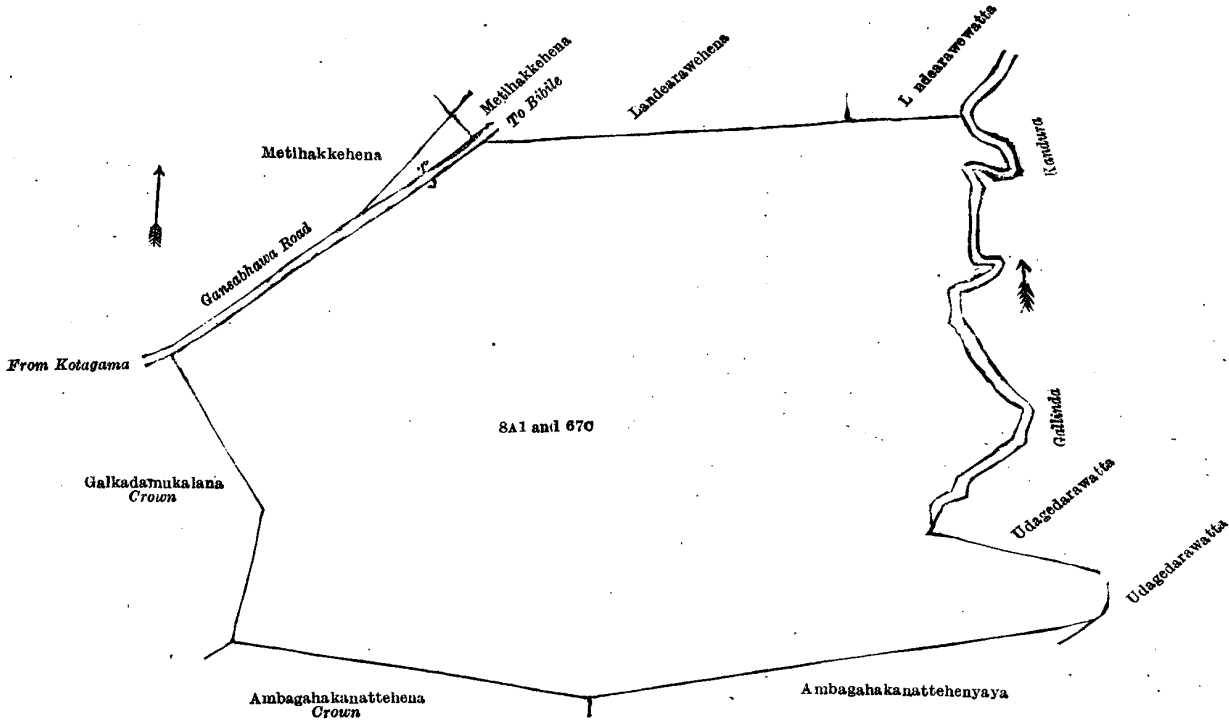 Metihakkehena
To Bibile
Landearawehena
L ndearawewatta
Metihakkehena
Kandura
Gansabhawa Road
From Kotagama
8A1 and 67C
Gallinda
Galkadamukalana
Crown
Udagedarawatta
Udagedarawatta
Ambagahakanattehena
Crown
Ambagahakanattehenyaya